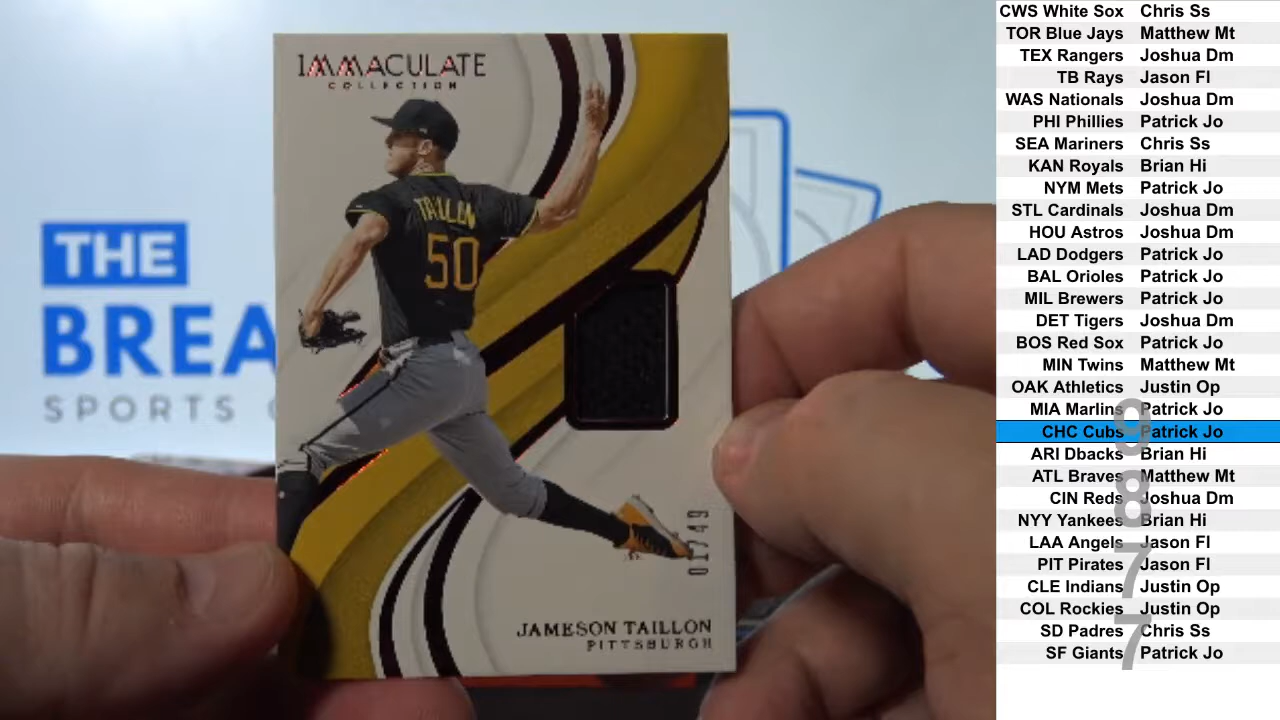 IMMACULATE
COLLECTION
TAILLON
50
01/49
JAMESON TAILLON
PITTSBURGH
THE
BREA
SPORTS
CWS White Sox Chris Ss
TOR Blue Jays Matthew Mt
TEX Rangers Joshua Dm
TB Rays Jason Fl
WAS Nationals Joshua Dm
PHI Phillies Patrick Jo
SEA Mariners Chris Ss
KAN Royals Brian Hi
NYM Mets Patrick Jo
STL Cardinals Joshua Dm
HOU Astros Joshua Dm
LAD Dodgers Patrick Jo
BAL Orioles Patrick Jo
MIL Brewers Patrick Jo
DET Tigers Joshua Dm
BOS Red Sox Patrick Jo
MIN Twins Matthew Mt
OAK Athletics Justin Op
MIA Marlins Patrick Jo
CHC Cubs Patrick Jo
ARI Dbacks Brian Hi
ATL Braves Matthew Mt
CIN Reds Joshua Dm
NYY Yankees Brian Hi
LAA Angels Jason Fl
PIT Pirates Jason Fl
CLE Indians Justin Op
COL Rockies Justin Op
SD Padres Chris Ss
SF Giants Patrick Jo
9
8
7
7